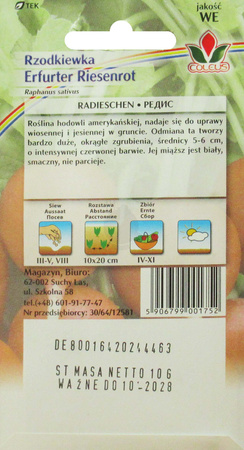 TEK
jakość
WE
Rzodkiewka
Erfurter Riesenrot
Raphanus sativus
COLEUS
RADIESCHEN • РЕДИС
Roślina hodowli amerykańskiej, nadaje się do uprawy
wiosennej i jesiennej w gruncie. Odmiana ta tworzy
bardzo duże, okrągłe zgrubienia, średnicy 5-6 cm,
o intensywnej czerwonej barwie. Jej miąższ jest biały,
smaczny, nie parcieje.
Siew
Aussaat
Посев
Rozstawa
Abstand
Расстояние
Zbiór
Ernte
Сбор
III-V, VIII
10x20 cm
IV-XI
Magazyn, Biuro:
62-002 Suchy Las,
ul. Szkolna 58
tel.(+48) 601-91-77-47
Nr przedsiębiorcy: 30/64/12581
5 906799 001752
DE80016420244463
ST MASA NETTO 10G
WAŻNE DO 10-2028